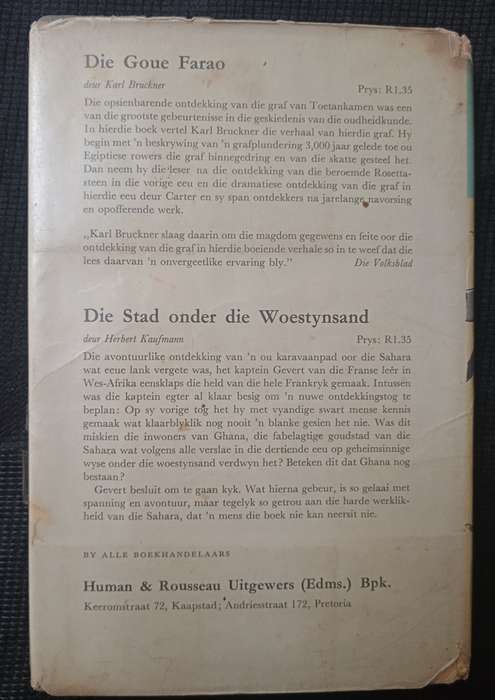 Die Goue Farao
deur Karl Bruckner
Prys: R1.35
Die opsienbarende ontdekking van die graf van Toetankamen was een
van die grootste gebeurtenisse in die geskiedenis van die oudheidkunde.
In hierdie boek vertel Karl Bruckner die verhaal van hierdie graf. Hy
begin met 'n beskrywing van 'n grafplundering 3,000 jaar gelede toe ou
Egiptiese rowers die graf binnegedring en van die skatte gesteel het.
Dan neem hy die leser na die ontdekking van die beroemde Rosetta-
steen in die vorige eeu en die dramatiese ontdekking van die graf in
hierdie eeu deur Carter en sy span ontdekkers na jarelange navorsing
en opofferende werk.
„Karl Bruckner slaag daarin om die magdom gegewens en feite oor die
ontdekking van die graf in hierdie boeiende verhale so in te weef dat die
lees daarvan 'n onvergeetlike ervaring bly.” Die Volksblad
Die Stad onder die Woestynsand
deur Herbert Kaufmann
Prys: R1.35
Die avontuurlike ontdekking van 'n ou karavaanpad oor die Sahara
wat eeue lank vergete was, het kaptein Gevert van die Franse leër in
Wes-Afrika eensklaps die held van die hele Frankryk gemaak. Intussen
was die kaptein egter al klaar besig om 'n nuwe ontdekkingstog te
beplan: Op sy vorige tog het hy met vyandige swart mense kennis
gemaak wat klaarblyklik nog nooit 'n blanke gesien het nie. Was dit
miskien die inwoners van Ghana, die fabelagtige goudstad van die
Sahara wat volgens alle verslae in die dertiende eeu op geheimsinnige
wyse onder die woestynsand verdwyn het? Beteken dit dat Ghana nog
bestaan?
Gevert besluit om te gaan kyk. Wat hierna gebeur, is so gelaai met
spanning en avontuur, maar tegelyk so getrou aan die harde werklik-
heid van die Sahara, dat 'n mens die boek nie kan neersit nie.
BY ALLE BOEKHANDELAARS
Human & Rousseau Uitgewers (Edms.) Bpk.
Keeromstraat 72, Kaapstad; Andriesstraat 172, Pretoria